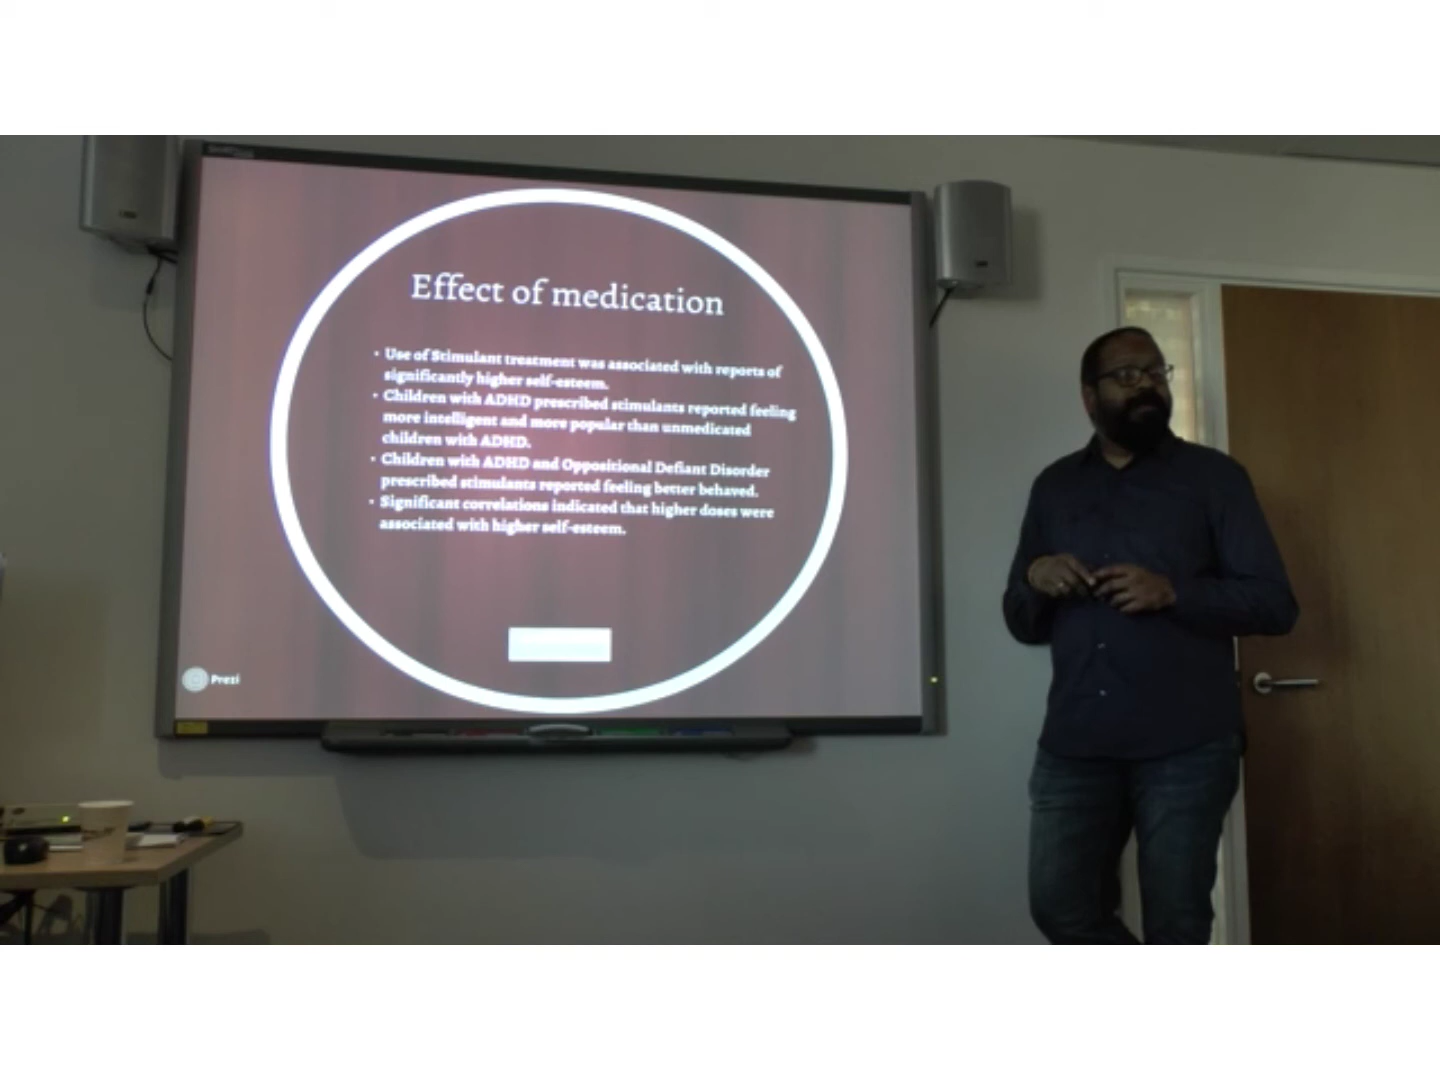 Effect of medication
• Use of Stimulant treatment was associated with reports of
significantly higher self-esteem.
• Children with ADHD prescribed stimulants reported feeling
more intelligent and more popular than unmedicated
children with ADHD.
• Children with ADHD and Oppositional Defiant Disorder
prescribed stimulants reported feeling better behaved.
• Significant correlations indicated that higher doses were
associated with higher self-esteem.
Prezi